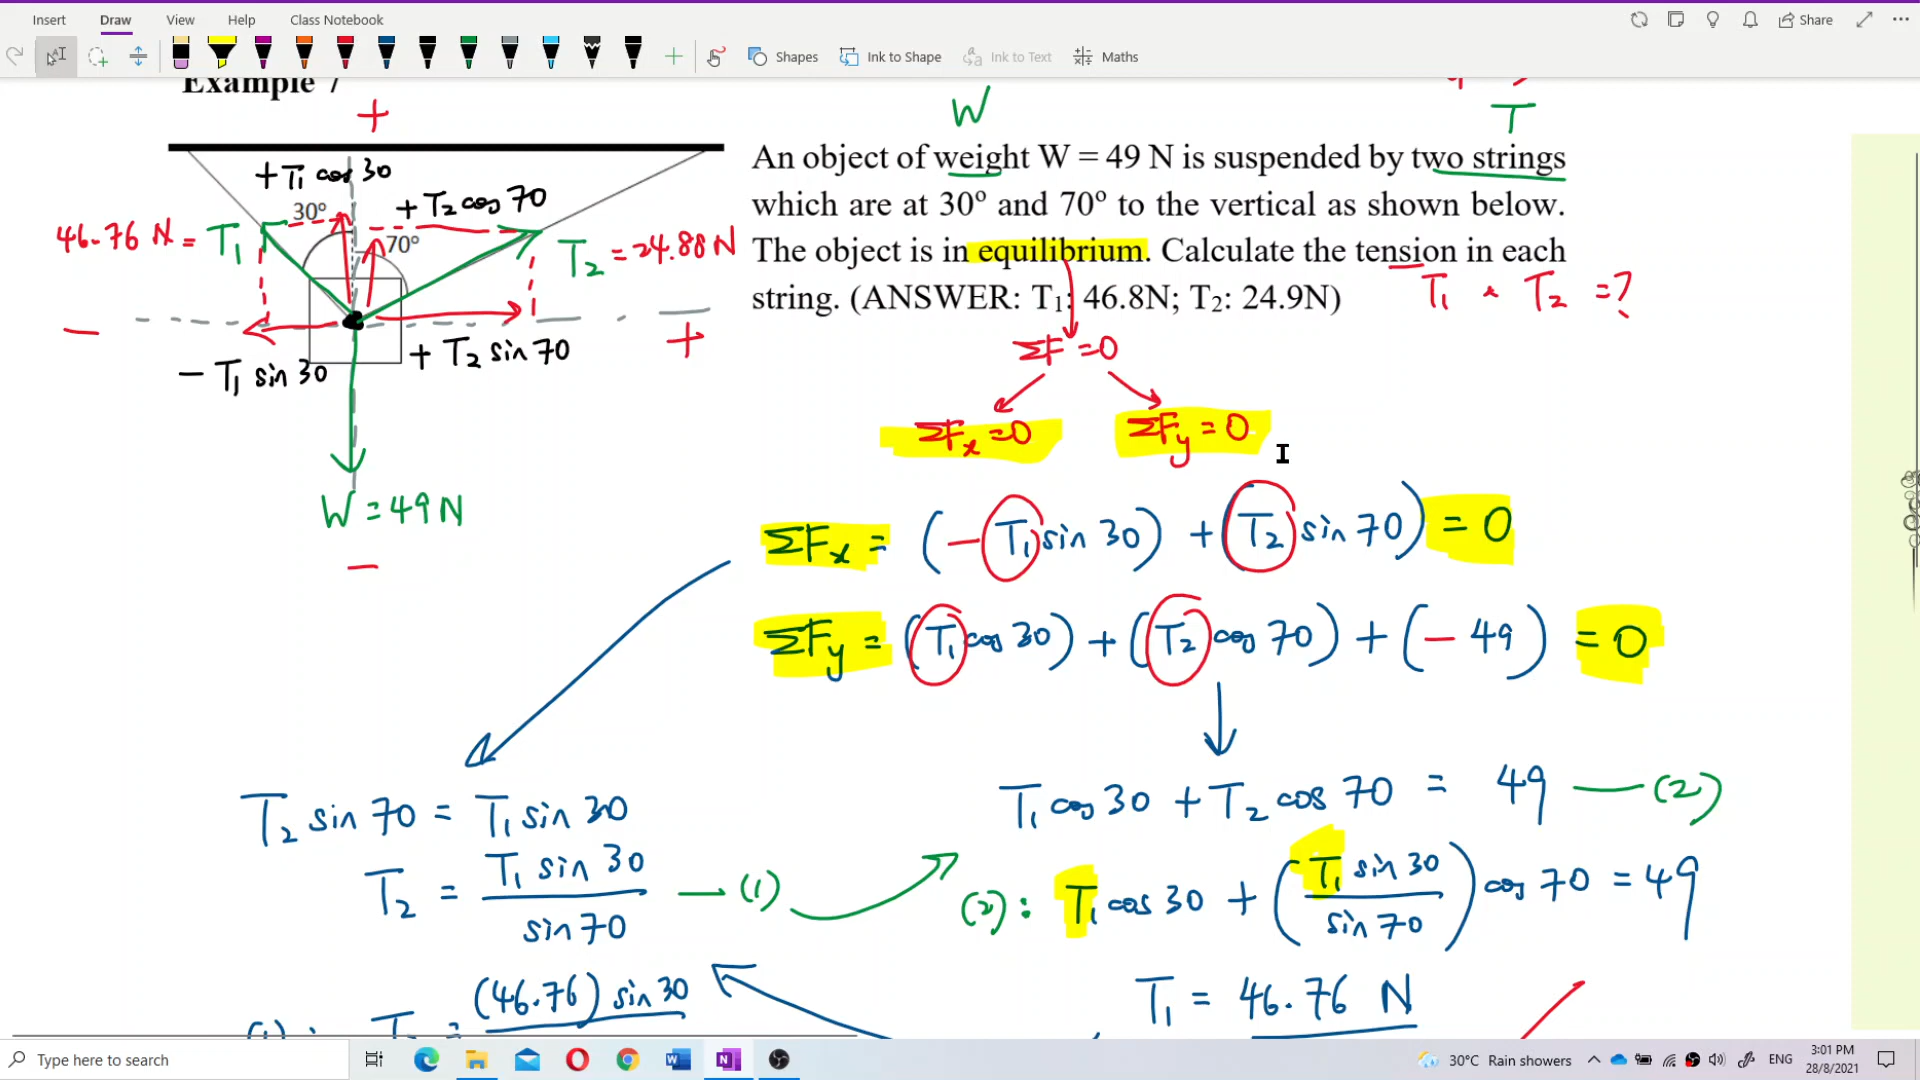 Insert Draw View Help Class Notebook Share
Shapes Ink to Shape Ink to Text Maths
Example 7
+
W
T
An object of weight W = 49 N is suspended by two strings
which are at 30º and 70º to the vertical as shown below.
The object is in equilibrium. Calculate the tension in each
string. (ANSWER: T₁: 46.8N; T₂: 24.9N)
T₁ & T₂ = ?
+T₁ cos 30
30º
+ T₂ cos 70
46.76 N = T₁
70º
T₂ = 24.88 N
−
+
− T₁ sin 30
+ T₂ sin 70
W = 49 N
−
ΣF = 0
ΣFx = 0 ΣFy = 0
ΣFx = (− T₁ sin 30) + (T₂ sin 70) = 0
ΣFy = (T₁ cos 30) + (T₂ cos 70) + (− 49) = 0
T₂ sin 70 = T₁ sin 30
T₂ = T₁ sin 30 / sin 70 — (1)
T₁ cos 30 + T₂ cos 70 = 49 — (2)
(2): T₁ cos 30 + (T₁ sin 30 / sin 70) cos 70 = 49
T₁ = 46.76 N
(1): T₂ = (46.76) sin 30
Type here to search
30°C Rain showers ENG 3:01 PM
28/8/2021